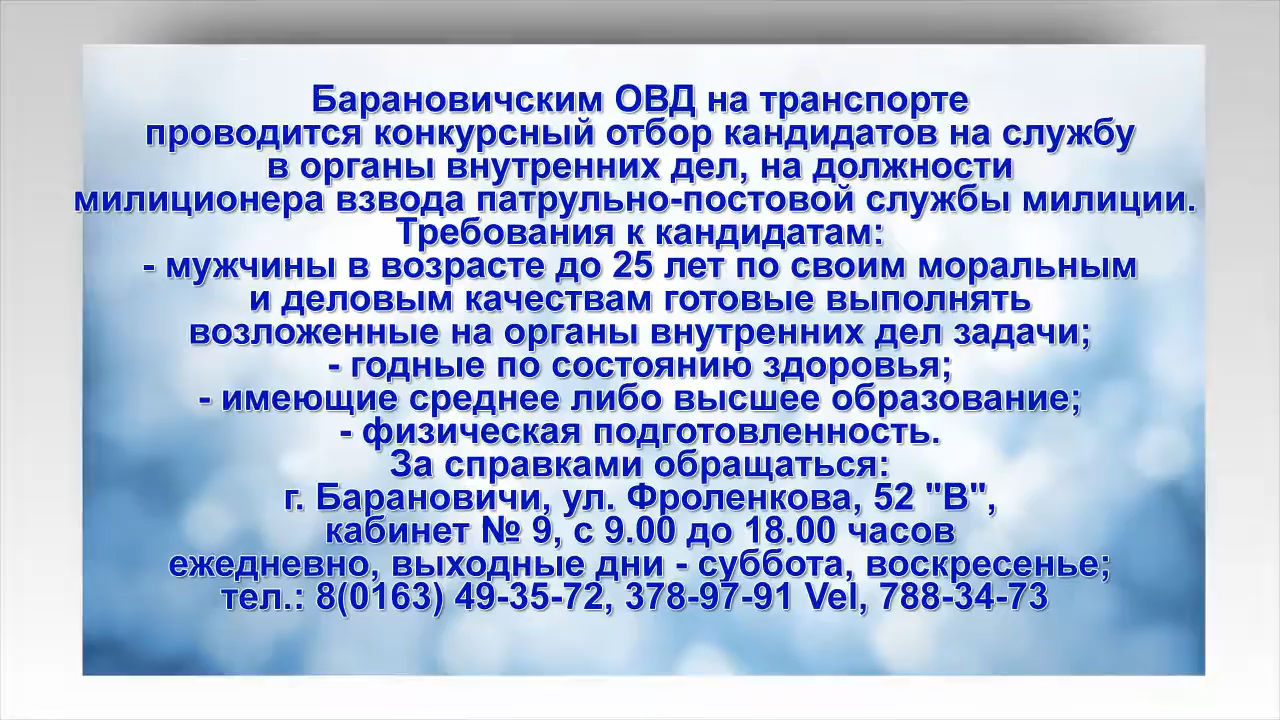 Барановичским ОВД на транспорте
проводится конкурсный отбор кандидатов на службу
в органы внутренних дел, на должности
милиционера взвода патрульно-постовой службы милиции.
Требования к кандидатам:
- мужчины в возрасте до 25 лет по своим моральным
и деловым качествам готовые выполнять
возложенные на органы внутренних дел задачи;
- годные по состоянию здоровья;
- имеющие среднее либо высшее образование;
- физическая подготовленность.
За справками обращаться:
г. Барановичи, ул. Фроленкова, 52 "В",
кабинет № 9, с 9.00 до 18.00 часов
ежедневно, выходные дни - суббота, воскресенье;
тел.: 8(0163) 49-35-72, 378-97-91 Vel, 788-34-73